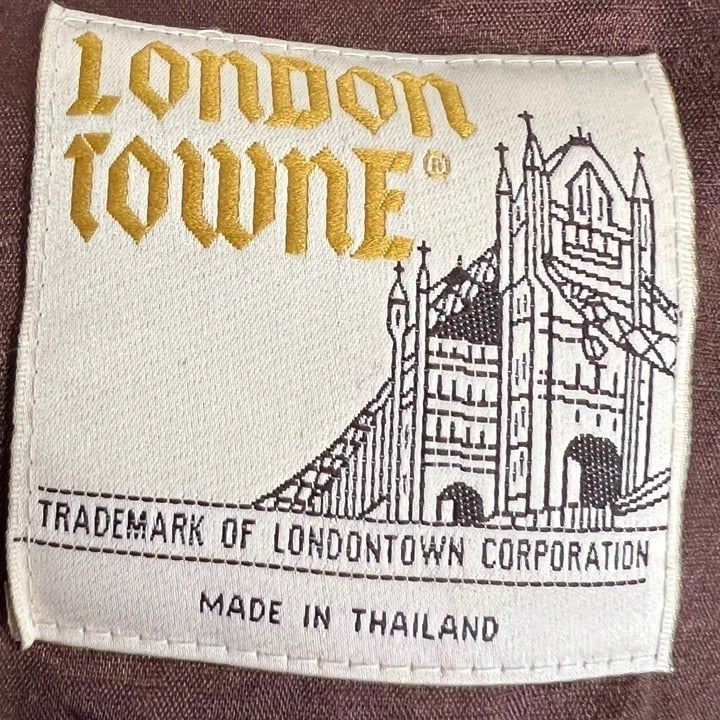 LONDON
TOWNE®
TRADEMARK OF LONDONTOWN CORPORATION
MADE IN THAILAND